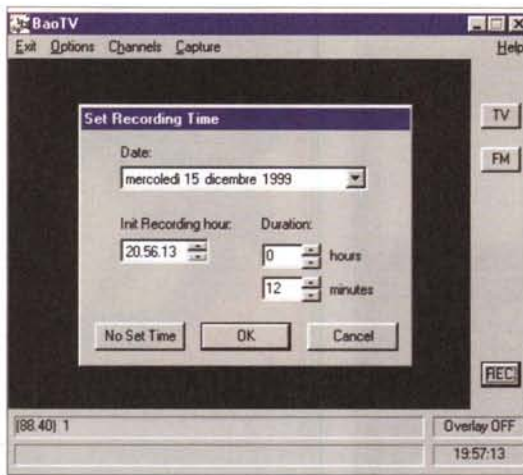 BaoTV
Exit Options Channels Capture Help
Set Recording Time
Date:
mercoledì 15 dicembre 1999
Init Recording hour: Duration:
20.56.13 0 hours
12 minutes
No Set Time OK Cancel
TV
FM
REC
(88.40) 1 Overlay OFF
19:57:13